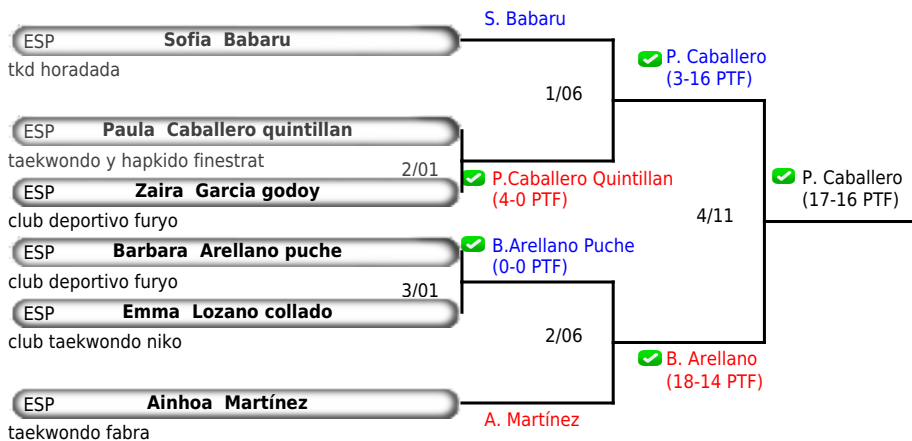 S. Babaru
ESP Sofia Babaru
tkd horadada
P. Caballero
(3-16 PTF)
1/06
ESP Paula Caballero quintillan
taekwondo y hapkido finestrat
2/01
P.Caballero Quintillan
(4-0 PTF)
ESP Zaira Garcia godoy
club deportivo furyo
P. Caballero
(17-16 PTF)
4/11
ESP Barbara Arellano puche
club deportivo furyo
B.Arellano Puche
(0-0 PTF)
3/01
ESP Emma Lozano collado
club taekwondo niko
2/06
B. Arellano
(18-14 PTF)
ESP Ainhoa Martínez
taekwondo fabra
A. Martínez